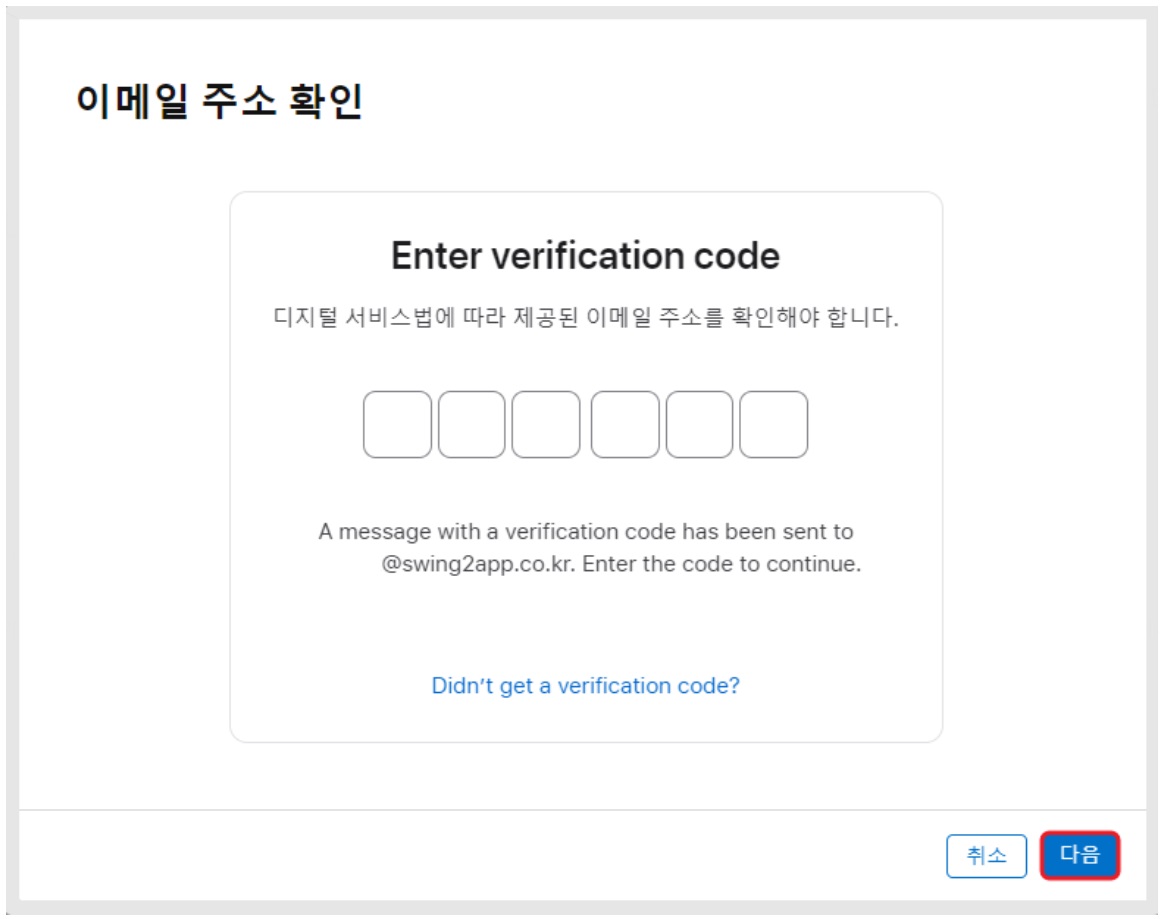 이메일 주소 확인
Enter verification code
디지털 서비스법에 따라 제공된 이메일 주소를 확인해야 합니다.
A message with a verification code has been sent to
@swing2app.co.kr. Enter the code to continue.
Didn't get a verification code?
취소
다음